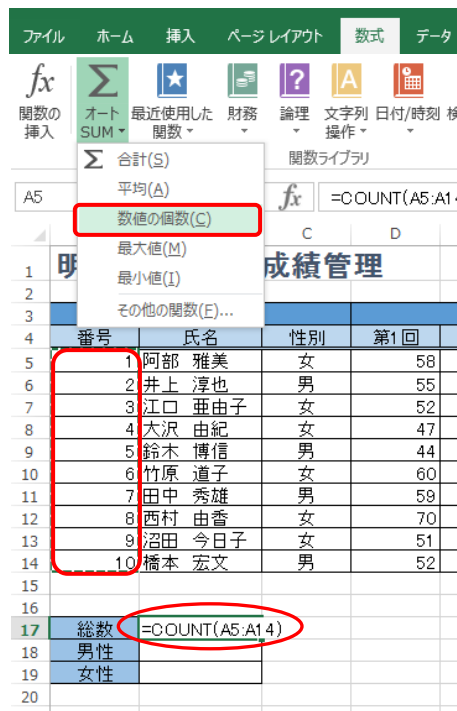 ファイル ホーム 挿入 ページ レイアウト 数式 データ
fx Σ ? A
関数の 挿入 オート SUM 最近使用した 関数 財務 論理 文字列 操作 日付/時刻
関数ライブラリ
Σ 合計(S)
平均(A)
数値の個数(C)
最大値(M)
最小値(I)
その他の関数(F)...
A5 fx =COUNT(A5:A14
C D
1 明 成績管理
2
3
4 番号 氏名 性別 第1回
5 1 阿部 雅美 女 58
6 2 井上 淳也 男 55
7 3 江口 亜由子 女 52
8 4 大沢 由紀 女 47
9 5 鈴木 博信 男 44
10 6 竹原 道子 女 60
11 7 田中 秀雄 男 59
12 8 西村 由香 女 70
13 9 沼田 今日子 女 51
14 10 橋本 宏文 男 52
15
16
17 総数 =COUNT(A5:A14)
18 男性
19 女性
20